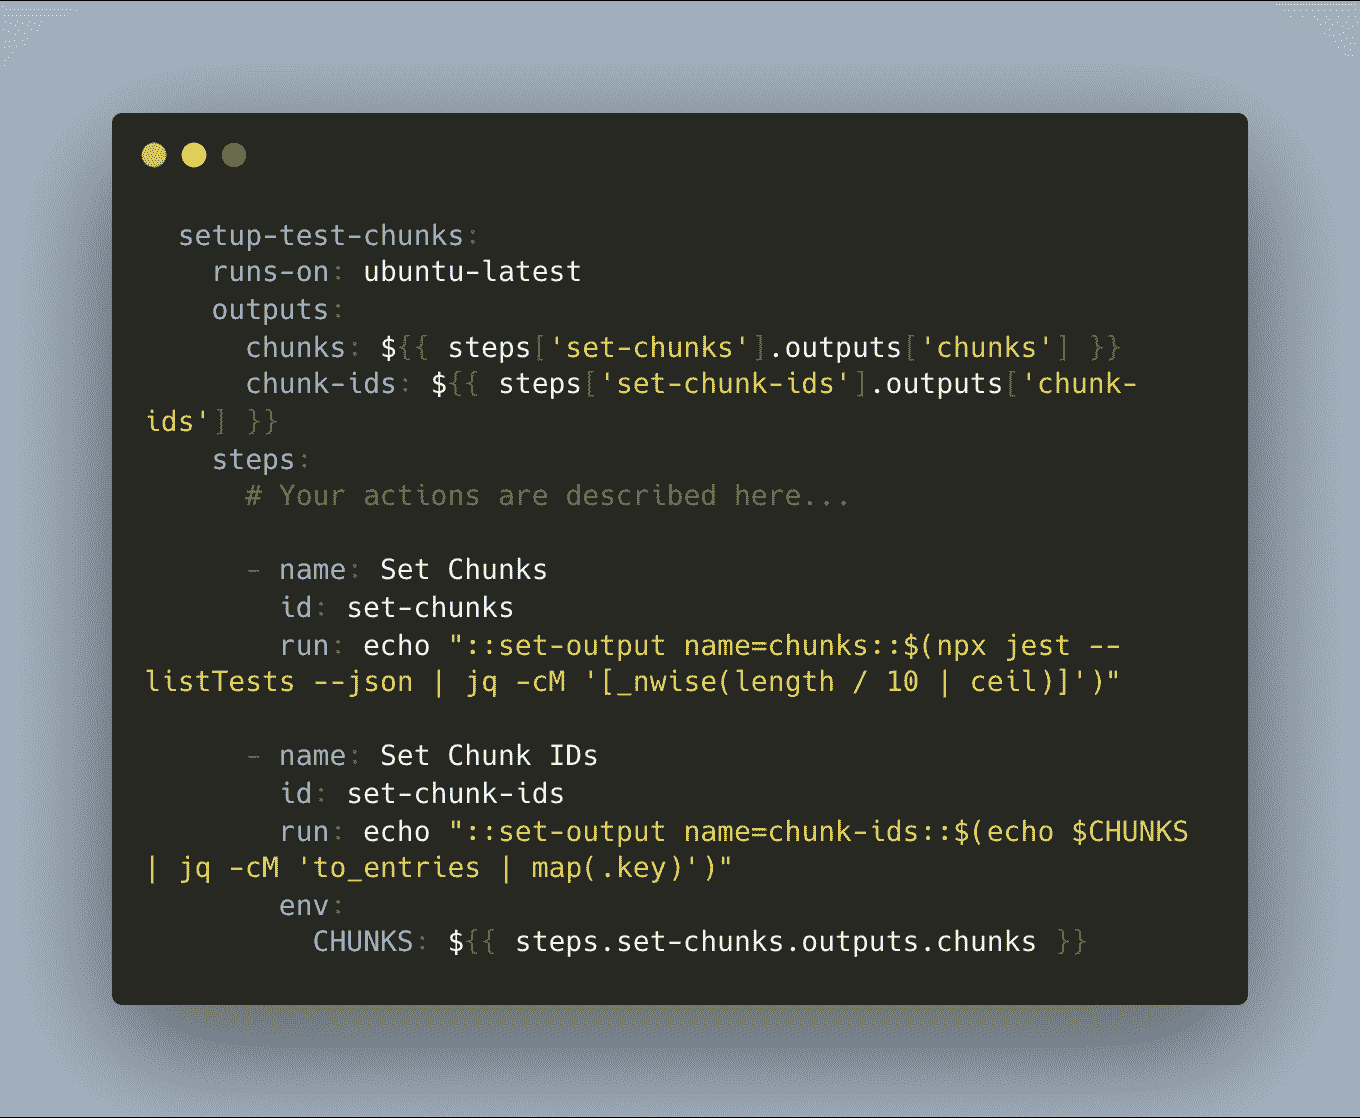 setup-test-chunks:
runs-on: ubuntu-latest
outputs:
chunks: ${{ steps['set-chunks'].outputs['chunks'] }}
chunk-ids: ${{ steps['set-chunk-ids'].outputs['chunk-
ids'] }}
steps:
# Your actions are described here...
- name: Set Chunks
id: set-chunks
run: echo "::set-output name=chunks::$(npx jest --
listTests --json | jq -cM '[_nwise(length / 10 | ceil)]')"
- name: Set Chunk IDs
id: set-chunk-ids
run: echo "::set-output name=chunk-ids::$(echo $CHUNKS
| jq -cM 'to_entries | map(.key)')"
env:
CHUNKS: ${{ steps.set-chunks.outputs.chunks }}